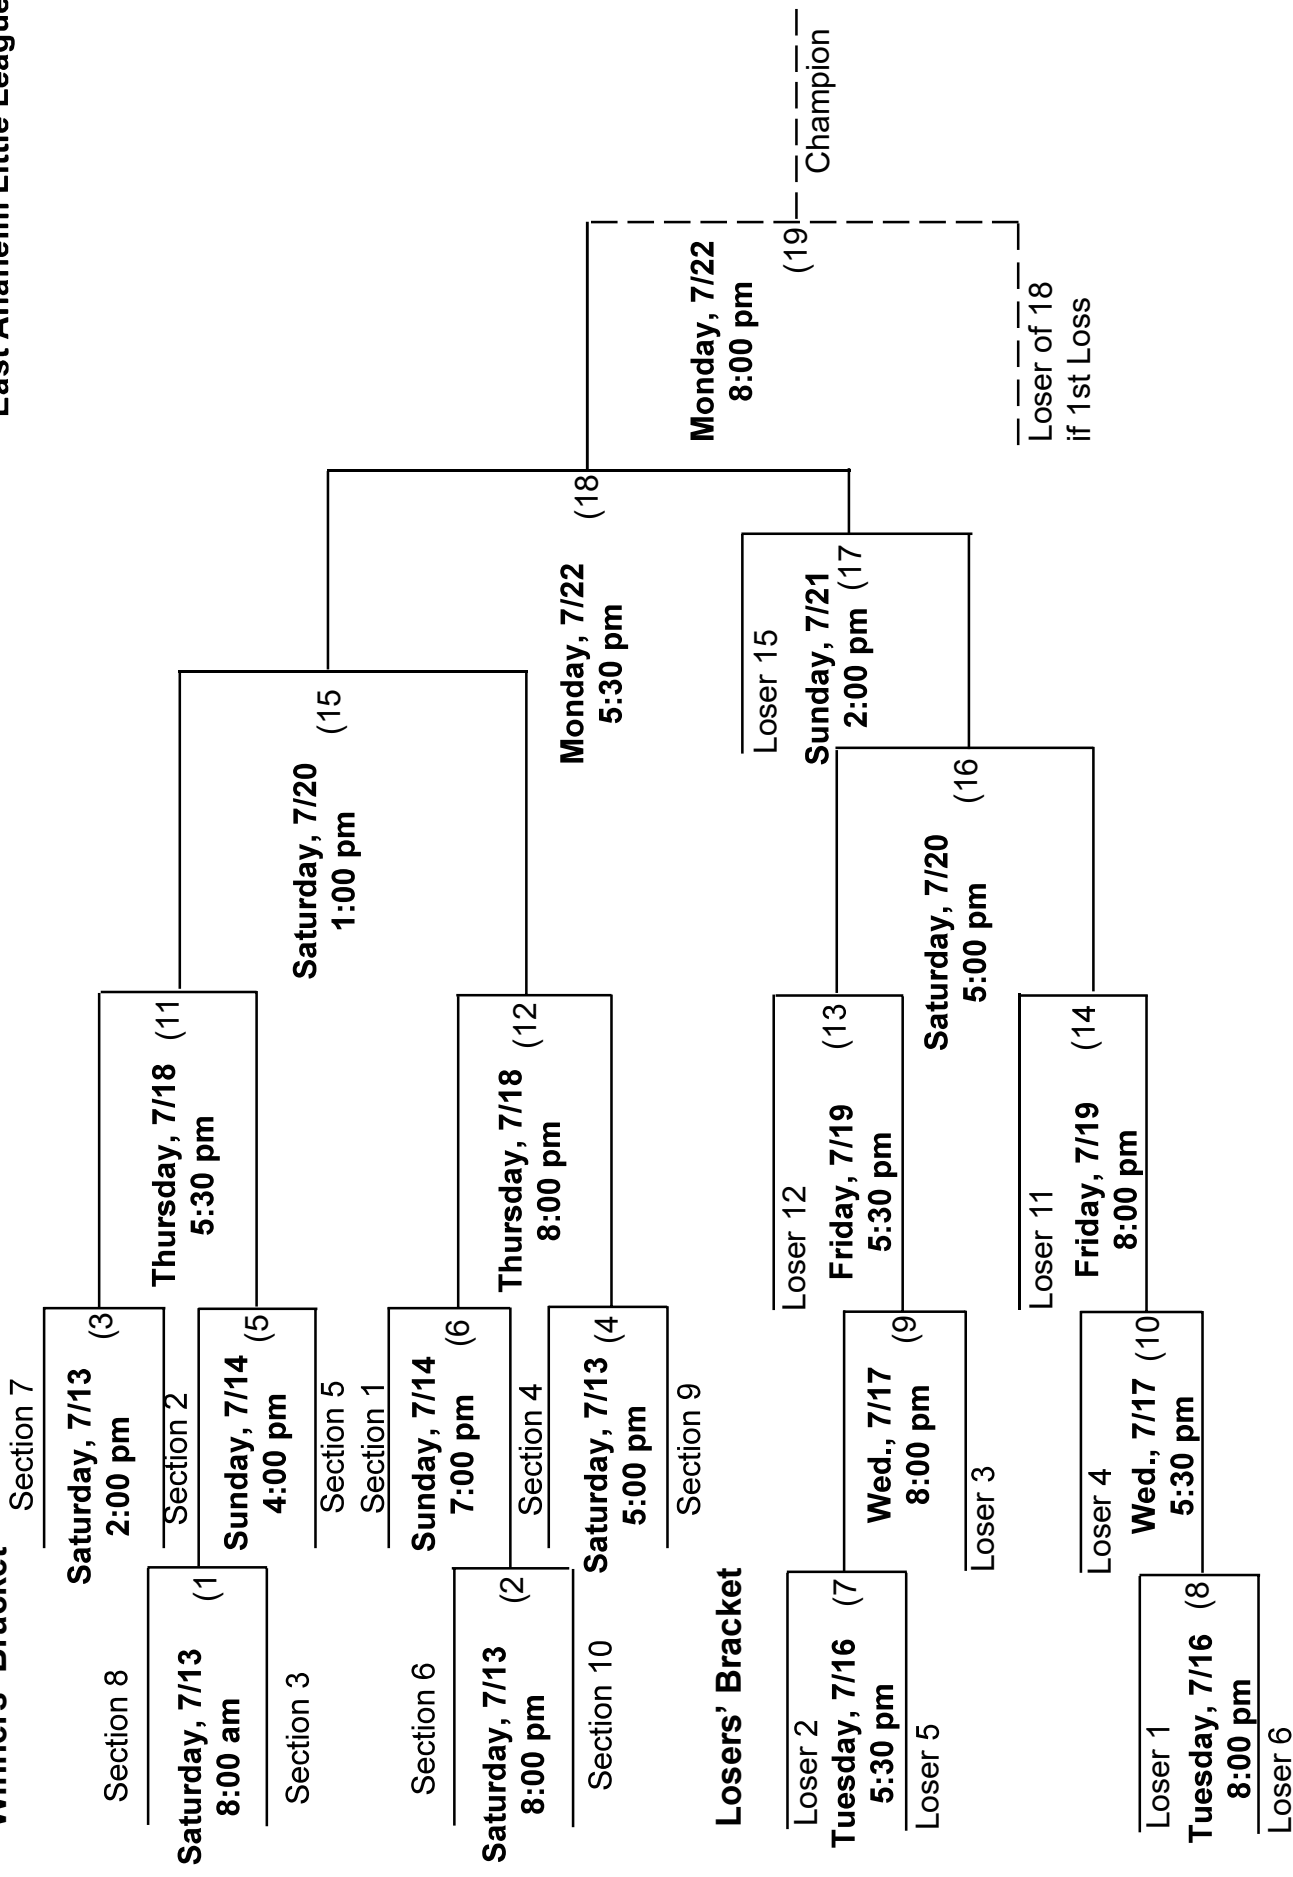 East Anaheim Little League
Winners' Bracket
Section 7
Saturday, 7/13
2:00 pm
(3
Section 2
Thursday, 7/18
5:30 pm
(11
Section 8
Saturday, 7/13
8:00 am
(1
Section 3
Sunday, 7/14
4:00 pm
(5
Section 5
Saturday, 7/20
1:00 pm
(15
Section 1
Sunday, 7/14
7:00 pm
(6
Section 6
Saturday, 7/13
8:00 pm
(2
Section 10
Thursday, 7/18
8:00 pm
(12
Section 4
Saturday, 7/13
5:00 pm
(4
Section 9
Monday, 7/22
5:30 pm
(18
Monday, 7/22
8:00 pm
(19
Champion
Losers’ Bracket
Loser 15
Sunday, 7/21
2:00 pm
(17
Loser 12
Friday, 7/19
5:30 pm
(13
Loser 2
Tuesday, 7/16
5:30 pm
(7
Loser 5
Wed., 7/17
8:00 pm
(9
Loser 3
Saturday, 7/20
5:00 pm
(16
Loser of 18
if 1st Loss
Loser 11
Friday, 7/19
8:00 pm
(14
Loser 4
Wed., 7/17
5:30 pm
(10
Loser 1
Tuesday, 7/16
8:00 pm
(8
Loser 6